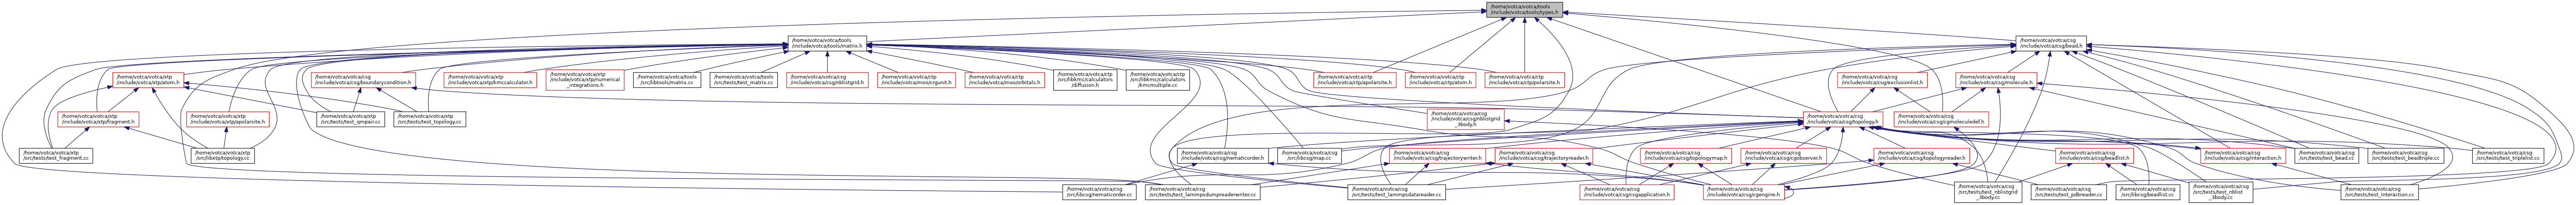 /home/votca/votca/tools
/include/votca/tools/types.h
/home/votca/votca/tools
/include/votca/tools/matrix.h
/home/votca/votca/csg
/include/votca/csg/bead.h
/home/votca/votca/xtp
/include/votca/xtp/atom.h
/home/votca/votca/csg
/include/votca/csg/boundarycondition.h
/home/votca/votca/xtp
/include/votca/xtp/kmccalculator.h
/home/votca/votca/xtp
/include/votca/xtp/numerical
_integrations.h
/home/votca/votca/tools
/src/libtools/matrix.cc
/home/votca/votca/tools
/src/tests/test_matrix.cc
/home/votca/votca/csg
/include/votca/csg/nblistgrid.h
/home/votca/votca/ctp
/include/votca/moo/crgunit.h
/home/votca/votca/ctp
/include/votca/moo/orbitals.h
/home/votca/votca/ctp
/src/libkmc/calculators
/diffusion.h
/home/votca/votca/ctp
/src/libkmc/calculators
/kmcmultiple.cc
/home/votca/votca/ctp
/include/votca/ctp/apolarsite.h
/home/votca/votca/ctp
/include/votca/ctp/atom.h
/home/votca/votca/ctp
/include/votca/ctp/polarsite.h
/home/votca/votca/csg
/include/votca/csg/exclusionlist.h
/home/votca/votca/csg
/include/votca/csg/molecule.h
/home/votca/votca/xtp
/include/votca/xtp/fragment.h
/home/votca/votca/xtp
/include/votca/xtp/apolarsite.h
/home/votca/votca/xtp
/src/tests/test_qmpair.cc
/home/votca/votca/xtp
/src/tests/test_topology.cc
/home/votca/votca/csg
/include/votca/csg/nblistgrid
_3body.h
/home/votca/votca/csg
/include/votca/csg/topology.h
/home/votca/votca/csg
/include/votca/csg/cgmoleculedef.h
/home/votca/votca/xtp
/src/tests/test_fragment.cc
/home/votca/votca/xtp
/src/libxtp/topology.cc
/home/votca/votca/csg
/include/votca/csg/nematicorder.h
/home/votca/votca/csg
/src/libcsg/map.cc
/home/votca/votca/csg
/include/votca/csg/trajectorywriter.h
/home/votca/votca/csg
/include/votca/csg/trajectoryreader.h
/home/votca/votca/csg
/include/votca/csg/topologymap.h
/home/votca/votca/csg
/include/votca/csg/cgobserver.h
/home/votca/votca/csg
/include/votca/csg/topologyreader.h
/home/votca/votca/csg
/include/votca/csg/beadlist.h
/home/votca/votca/csg
/include/votca/csg/interaction.h
/home/votca/votca/csg
/src/tests/test_bead.cc
/home/votca/votca/csg
/src/tests/test_beadtriple.cc
/home/votca/votca/csg
/src/tests/test_triplelist.cc
/home/votca/votca/csg
/src/libcsg/nematicorder.cc
/home/votca/votca/csg
/src/tests/test_lammpsdumpreaderwriter.cc
/home/votca/votca/csg
/src/tests/test_lammpsdatareader.cc
/home/votca/votca/csg
/include/votca/csg/csgapplication.h
/home/votca/votca/csg
/include/votca/csg/cgengine.h
/home/votca/votca/csg
/src/tests/test_nblistgrid
_3body.cc
/home/votca/votca/csg
/src/tests/test_pdbreader.cc
/home/votca/votca/csg
/src/libcsg/beadlist.cc
/home/votca/votca/csg
/src/tests/test_nblist
_3body.cc
/home/votca/votca/csg
/src/tests/test_interaction.cc